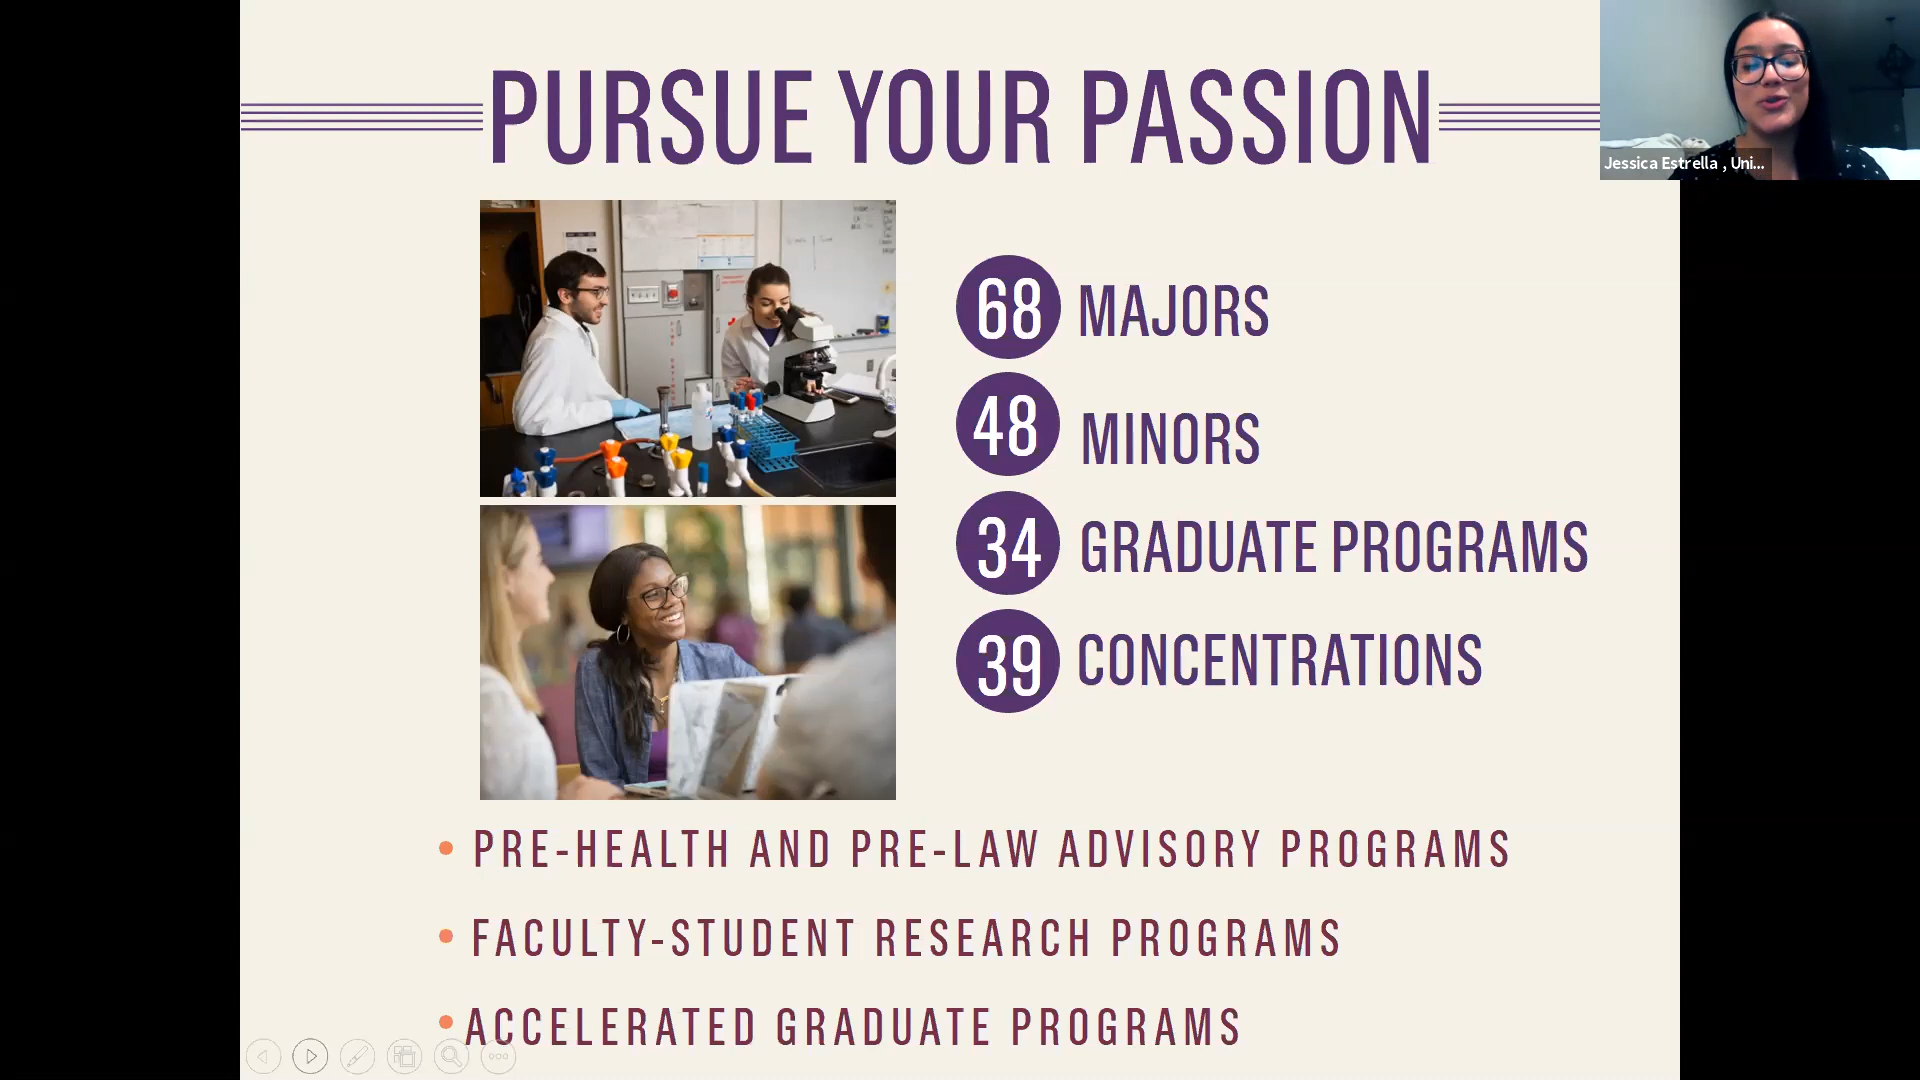 PURSUE YOUR PASSION
Jessica Estrella , Uni...
68 MAJORS
48 MINORS
34 GRADUATE PROGRAMS
39 CONCENTRATIONS
• PRE-HEALTH AND PRE-LAW ADVISORY PROGRAMS
• FACULTY-STUDENT RESEARCH PROGRAMS
• ACCELERATED GRADUATE PROGRAMS